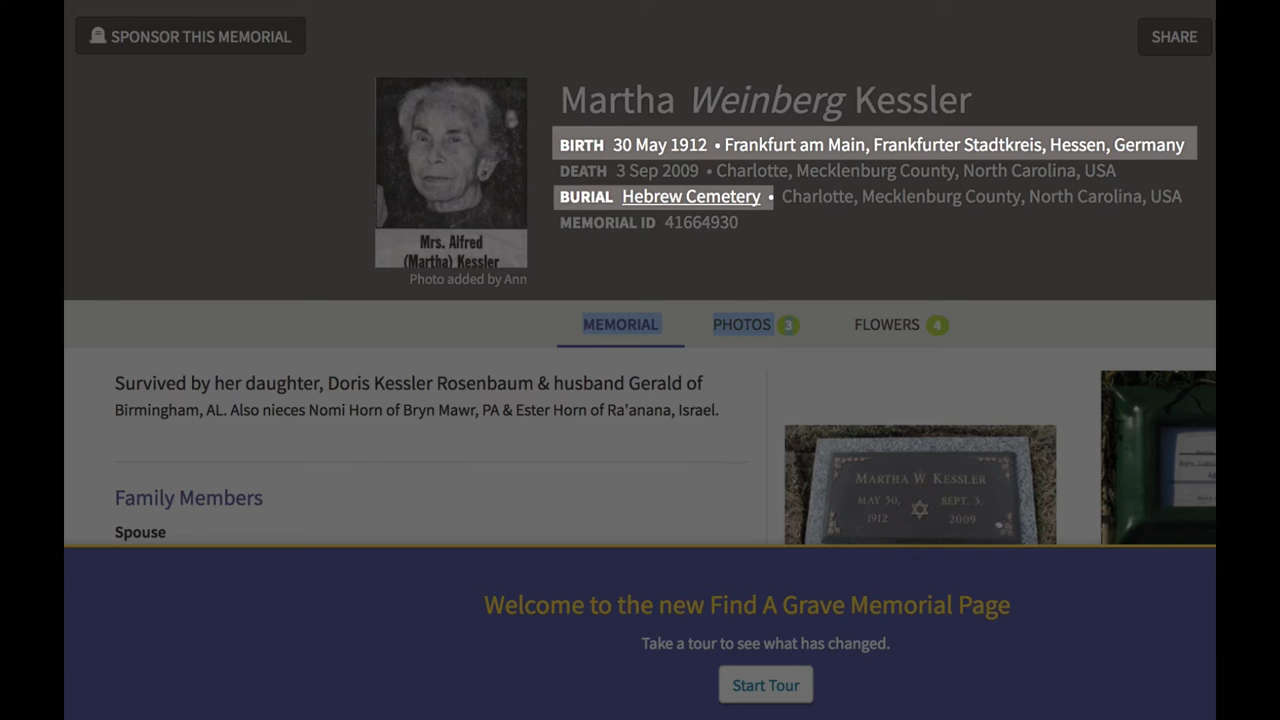 SPONSOR THIS MEMORIAL
SHARE
Martha Weinberg Kessler
BIRTH 30 May 1912 • Frankfurt am Main, Frankfurter Stadtkreis, Hessen, Germany
DEATH 3 Sep 2009 • Charlotte, Mecklenburg County, North Carolina, USA
BURIAL Hebrew Cemetery • Charlotte, Mecklenburg County, North Carolina, USA
MEMORIAL ID 41664930
Mrs. Alfred
(Martha) Kessler
Photo added by Ann
MEMORIAL PHOTOS 3 FLOWERS 4
Survived by her daughter, Doris Kessler Rosenbaum & husband Gerald of
Birmingham, AL. Also nieces Nomi Horn of Bryn Mawr, PA & Ester Horn of Ra'anana, Israel.
Family Members
Spouse
MARTHA W. KESSLER
MAY 30, SEPT. 3,
1912 2009
Welcome to the new Find A Grave Memorial Page
Take a tour to see what has changed.
Start Tour